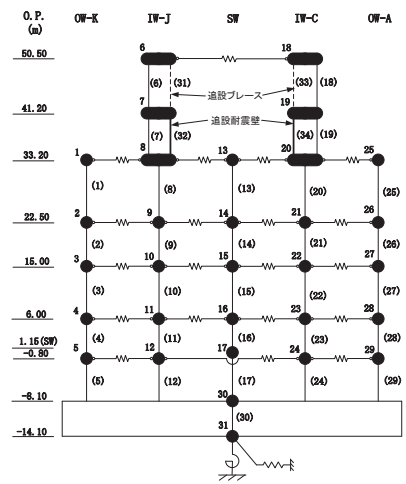 O.P.
(m)
OW-K IW-J SW IW-C OW-A
50.50 6 18
(6) (31) (33) (18)
追設ブレース
41.20 7 19
追設耐震壁
(7) (32) (34) (19)
33.20 1 8 13 20 25
(1) (8) (13) (20) (25)
22.50 2 9 14 21 26
(2) (9) (14) (21) (26)
15.00 3 10 15 22 27
(3) (10) (15) (22) (27)
6.00 4 11 16 23 28
1.15(SW) (4) (11) (16) (23) (28)
-0.80 5 12 17 24 29
(5) (12) (17) (24) (29)
-8.10 30
(30)
-14.10 31